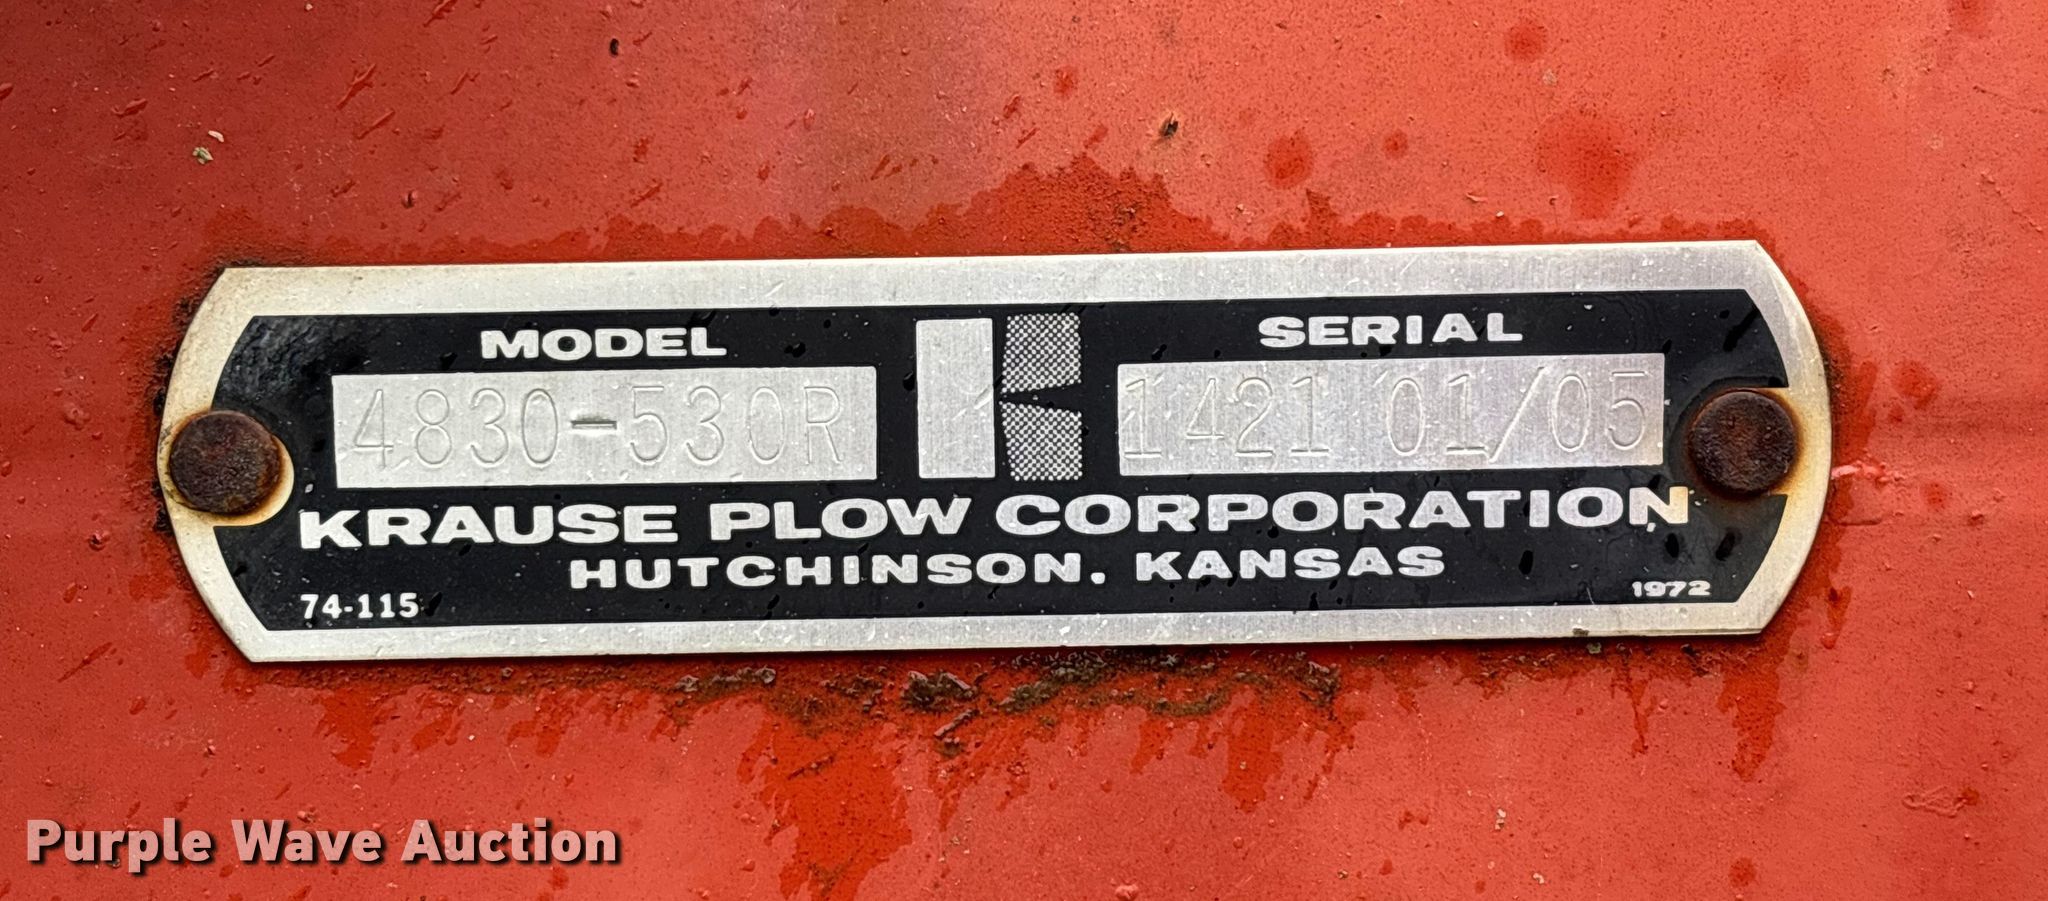 MODEL
SERIAL
4830-530R
1421 01/05
KRAUSE PLOW CORPORATION
HUTCHINSON, KANSAS
74-115
1972
Purple Wave Auction